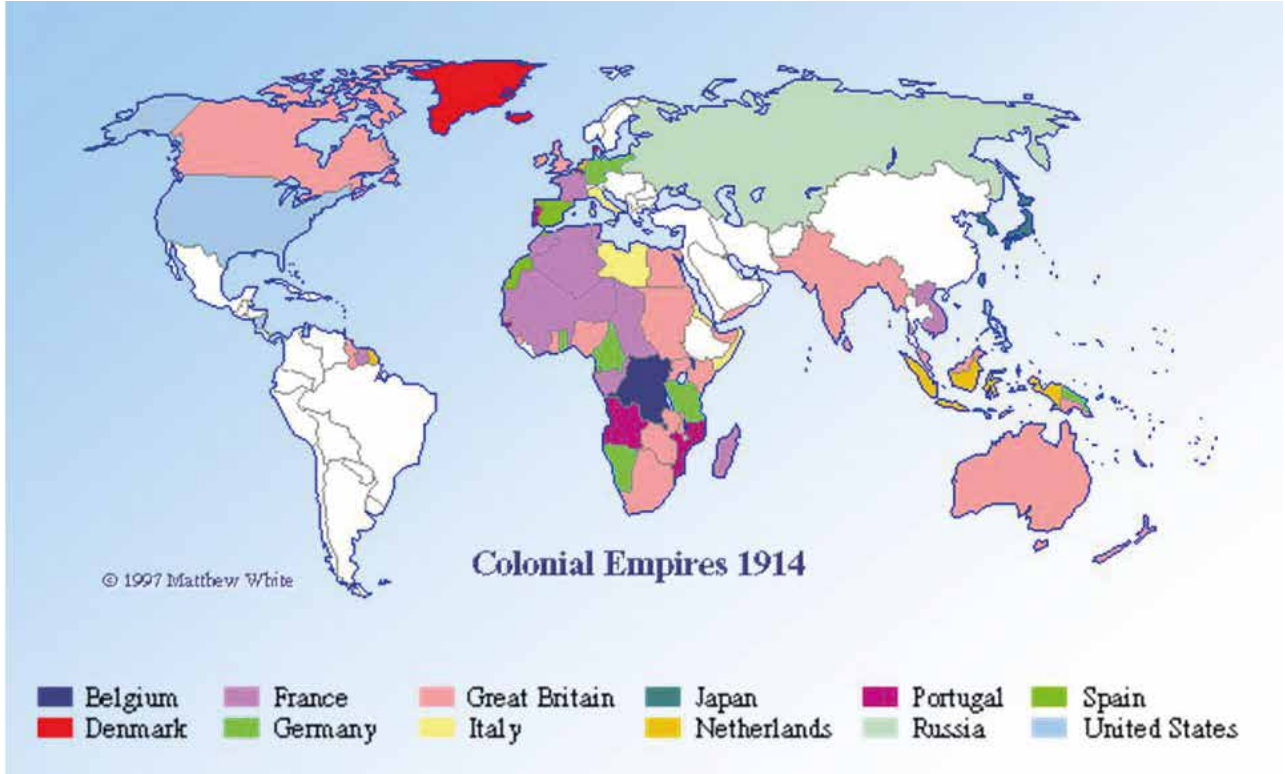 Colonial Empires 1914
© 1997 Matthew White
Belgium France Great Britain Japan Portugal Spain
Denmark Germany Italy Netherlands Russia United States